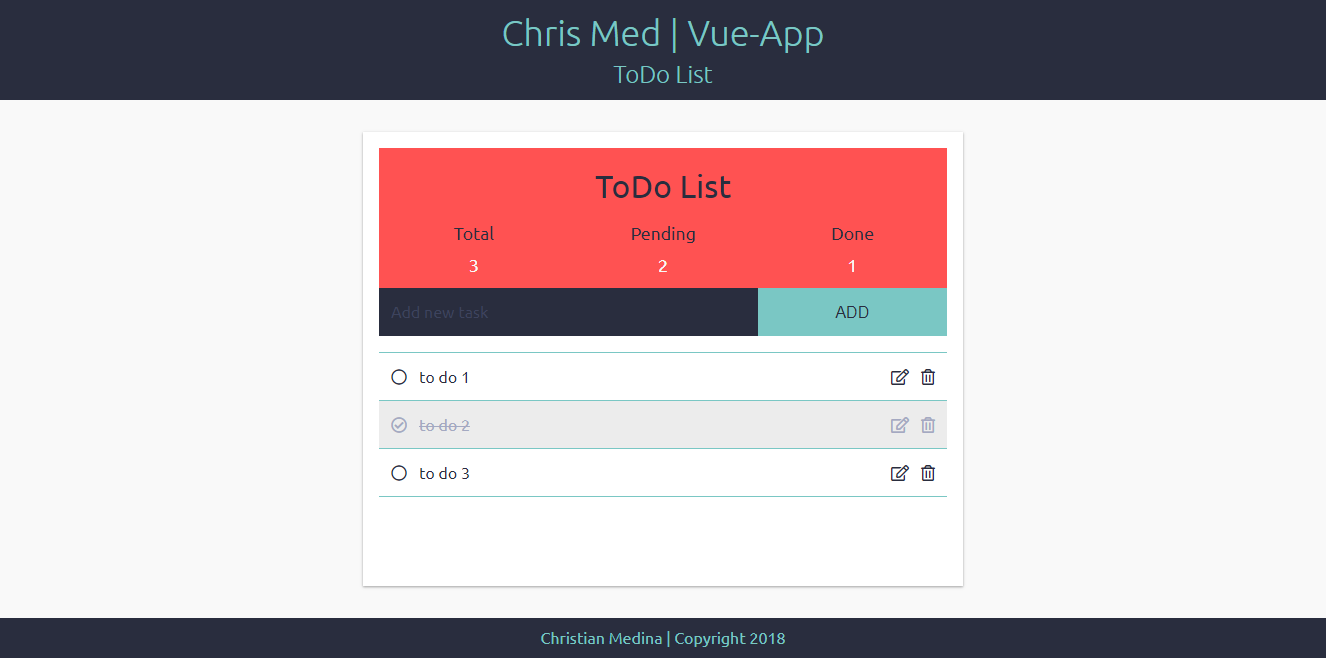 Chris Med | Vue-App
ToDo List
ToDo List
Total Pending Done
3 2 1
Add new task ADD
to do 1
to do 2
to do 3
Christian Medina | Copyright 2018